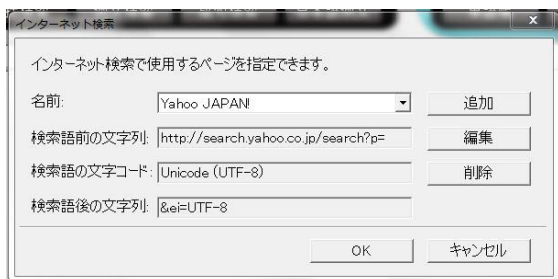 インターネット検索
x
インターネット検索で使用するページを指定できます。
名前: Yahoo JAPAN! 追加
検索語前の文字列: http://search.yahoo.co.jp/search?p= 編集
検索語の文字コード: Unicode (UTF-8) 削除
検索語後の文字列: &ei=UTF-8
OK キャンセル